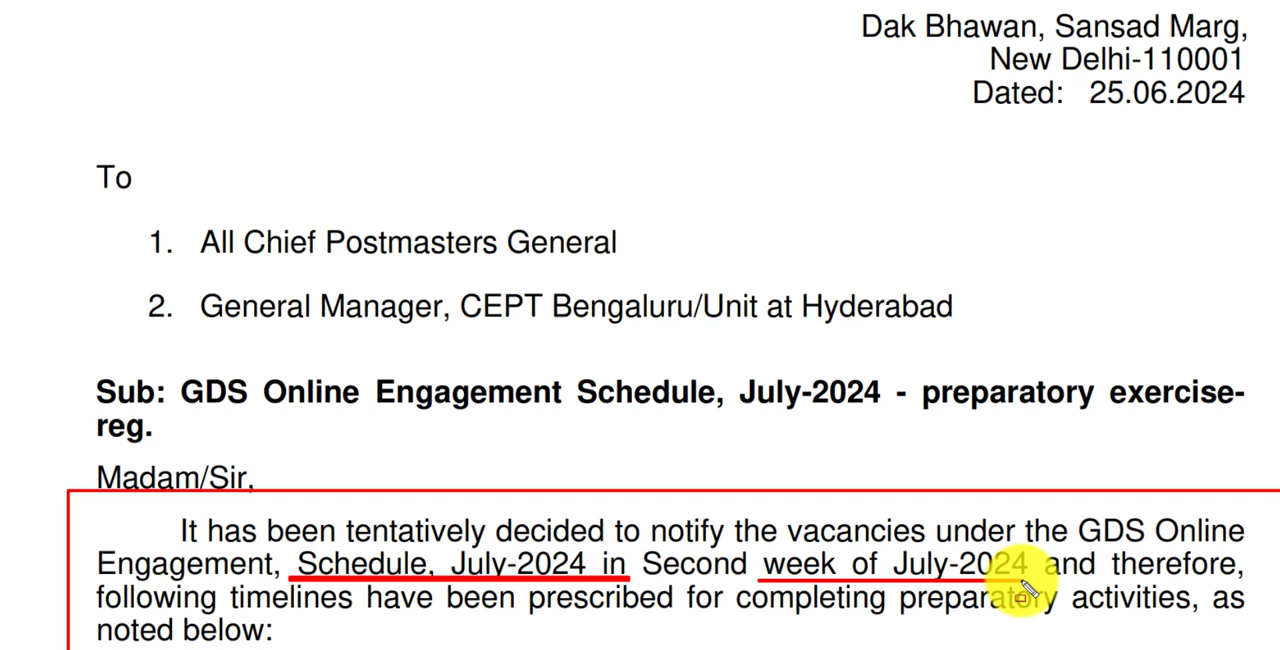 Dak Bhawan, Sansad Marg,
New Delhi-110001
Dated: 25.06.2024
To
1. All Chief Postmasters General
2. General Manager, CEPT Bengaluru/Unit at Hyderabad
Sub: GDS Online Engagement Schedule, July-2024 - preparatory exercise-
reg.
Madam/Sir,
It has been tentatively decided to notify the vacancies under the GDS Online
Engagement, Schedule, July-2024 in Second week of July-2024 and therefore,
following timelines have been prescribed for completing preparatory activities, as
noted below: